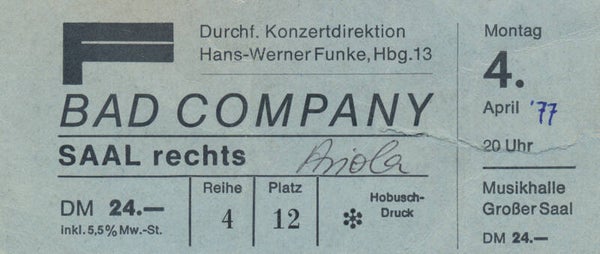 Durchf. Konzertdirektion
Hans-Werner Funke, Hbg.13
BAD COMPANY
SAAL rechts
Ariola
DM 24.—
inkl. 5,5% Mw.-St.
Reihe
4
Platz
12
Hobusch-
Druck
Montag
4.
April '77
20 Uhr
Musikhalle
Großer Saal
DM 24.—